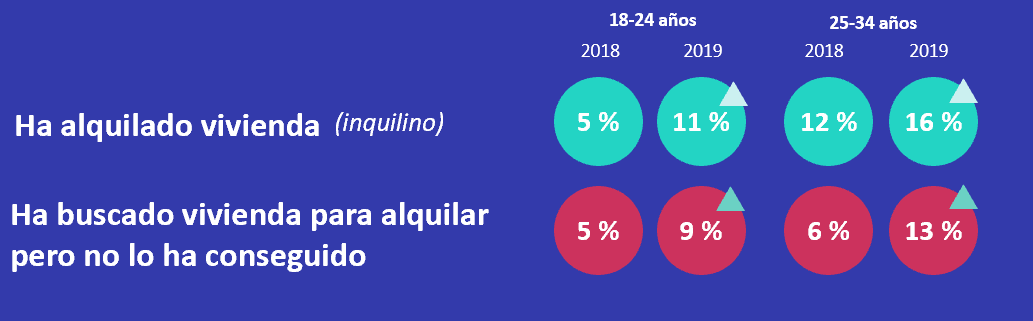 18-24 años 25-34 años
2018 2019 2018 2019
Ha alquilado vivienda (inquilino) 5 % 11 % 12 % 16 %
Ha buscado vivienda para alquilar
pero no lo ha conseguido 5 % 9 % 6 % 13 %